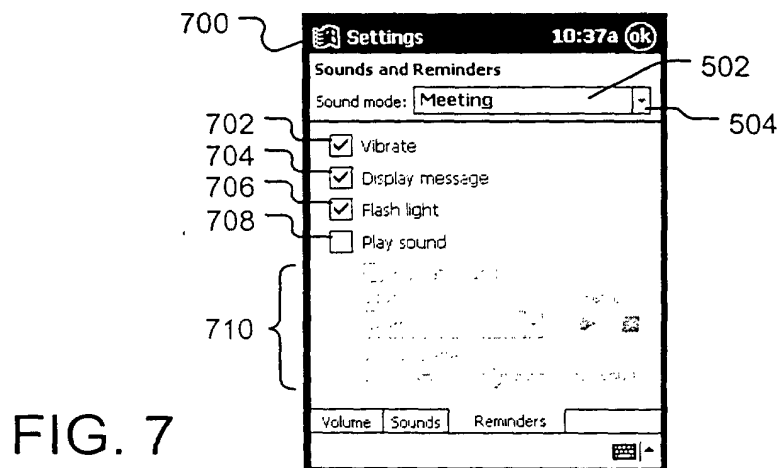 700
Settings 10:37a ok
Sounds and Reminders
502
Sound mode: Meeting
504
702
Vibrate
704
Display message
706
Flash light
708
Play sound
710
Volume Sounds Reminders
FIG. 7